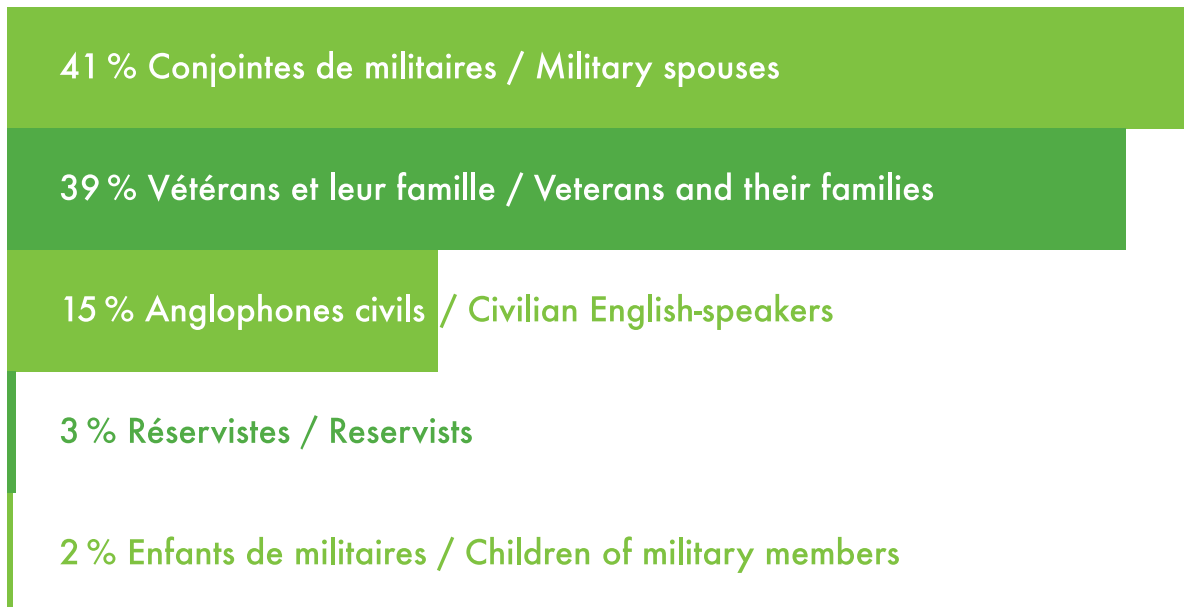 41 % Conjointes de militaires / Military spouses
39 % Vétérans et leur famille / Veterans and their families
15 % Anglophones civils / Civilian English-speakers
3 % Réservistes / Reservists
2 % Enfants de militaires / Children of military members